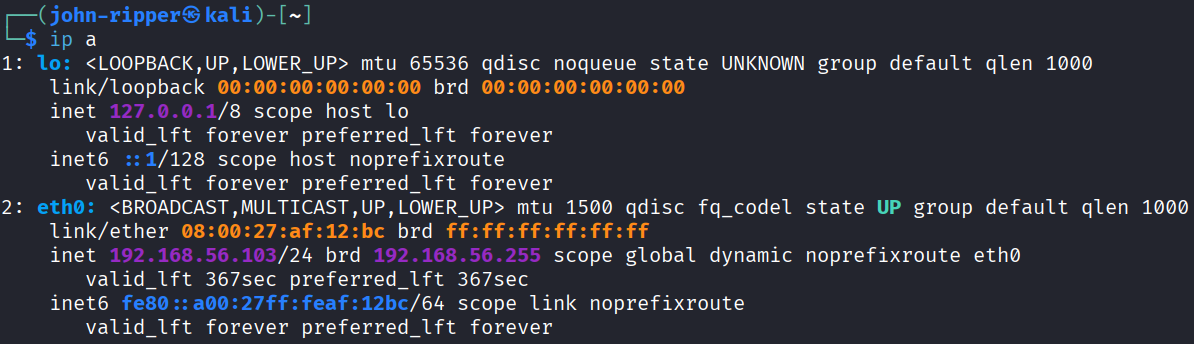 ┌──(john-ripper㉿kali)-[~]
└─$ ip a
1: lo: <LOOPBACK,UP,LOWER_UP> mtu 65536 qdisc noqueue state UNKNOWN group default qlen 1000
    link/loopback 00:00:00:00:00:00 brd 00:00:00:00:00:00
    inet 127.0.0.1/8 scope host lo
       valid_lft forever preferred_lft forever
    inet6 ::1/128 scope host noprefixroute
       valid_lft forever preferred_lft forever
2: eth0: <BROADCAST,MULTICAST,UP,LOWER_UP> mtu 1500 qdisc fq_codel state UP group default qlen 1000
    link/ether 08:00:27:af:12:bc brd ff:ff:ff:ff:ff:ff
    inet 192.168.56.103/24 brd 192.168.56.255 scope global dynamic noprefixroute eth0
       valid_lft 367sec preferred_lft 367sec
    inet6 fe80::a00:27ff:feaf:12bc/64 scope link noprefixroute
       valid_lft forever preferred_lft forever